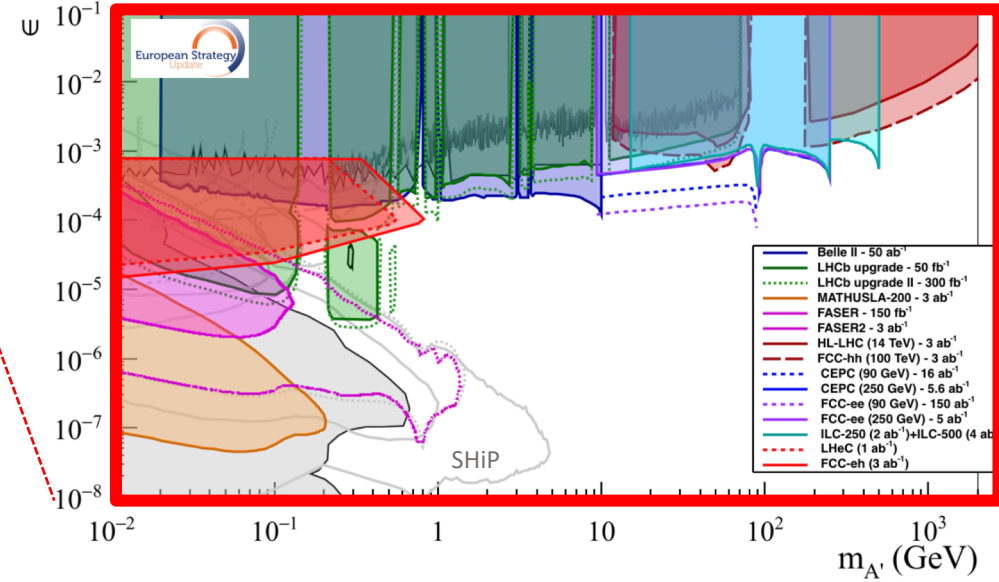 ϵ
10⁻¹
10⁻²
10⁻³
10⁻⁴
10⁻⁵
10⁻⁶
10⁻⁷
10⁻⁸
European Strategy
Update
SHiP
Belle II - 50 ab⁻¹
LHCb upgrade - 50 fb⁻¹
LHCb upgrade II - 300 fb⁻¹
MATHUSLA-200 - 3 ab⁻¹
FASER - 150 fb⁻¹
FASER2 - 3 ab⁻¹
HL-LHC (14 TeV) - 3 ab⁻¹
FCC-hh (100 TeV) - 3 ab⁻¹
CEPC (90 GeV) - 16 ab⁻¹
CEPC (250 GeV) - 5.6 ab⁻¹
FCC-ee (90 GeV) - 150 ab⁻¹
FCC-ee (250 GeV) - 5 ab⁻¹
ILC-250 (2 ab⁻¹)+ILC-500 (4 ab
LHeC (1 ab⁻¹)
FCC-eh (3 ab⁻¹)
10⁻² 10⁻¹ 1 10 10² 10³
m_A' (GeV)